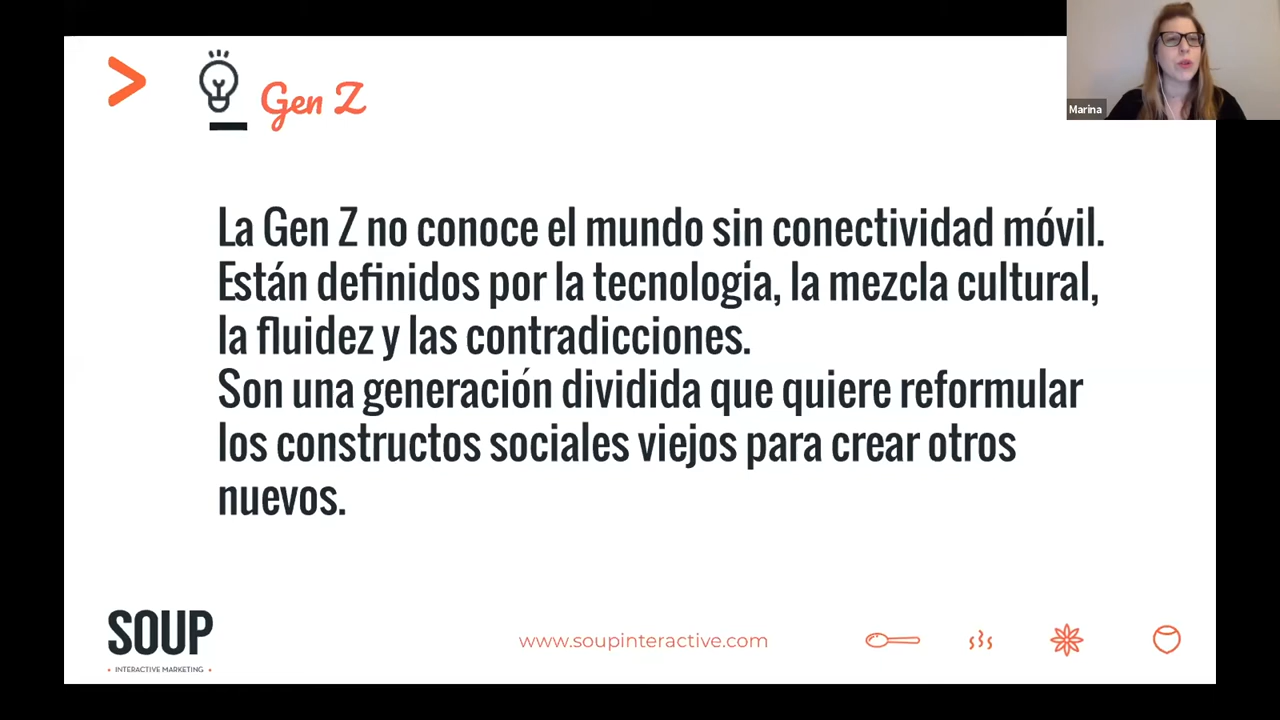 Gen Z
Marina
La Gen Z no conoce el mundo sin conectividad móvil.
Están definidos por la tecnología, la mezcla cultural,
la fluidez y las contradicciones.
Son una generación dividida que quiere reformular
los constructos sociales viejos para crear otros
nuevos.
SOUP
• INTERACTIVE MARKETING •
www.soupinteractive.com